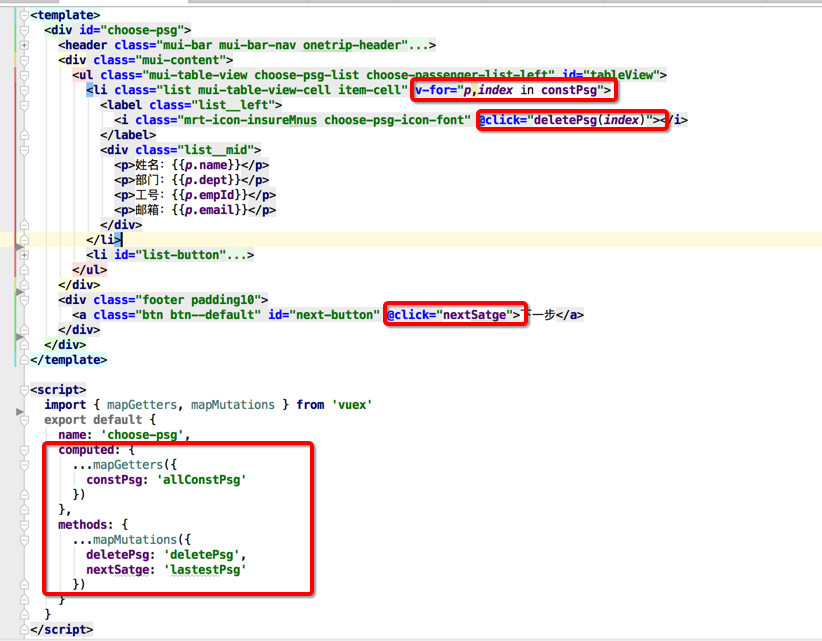 <template>
<div id="choose-psg">
<header class="mui-bar mui-bar-nav onetrip-header"...>
<div class="mui-content">
<ul class="mui-table-view choose-psg-list choose-passenger-list-left" id="tableView">
<li class="list mui-table-view-cell item-cell" v-for="p,index in constPsg">
<label class="list__left">
<i class="mrt-icon-insureMnus choose-psg-icon-font" @click="deletePsg(index)"></i>
</label>
<div class="list__mid">
<p>姓名: {{p.name}}</p>
<p>部门: {{p.dept}}</p>
<p>工号: {{p.empId}}</p>
<p>邮箱: {{p.email}}</p>
</div>
</li>
<li id="list-button"...>
</ul>
</div>
<div class="footer padding10">
<a class="btn btn--default" id="next-button" @click="nextSatge">下一步</a>
</div>
</div>
</template>
<script>
import { mapGetters, mapMutations } from 'vuex'
export default {
name: 'choose-psg',
computed: {
...mapGetters({
constPsg: 'allConstPsg'
})
},
methods: {
...mapMutations({
deletePsg: 'deletePsg',
nextSatge: 'lastestPsg'
})
}
}
</script>